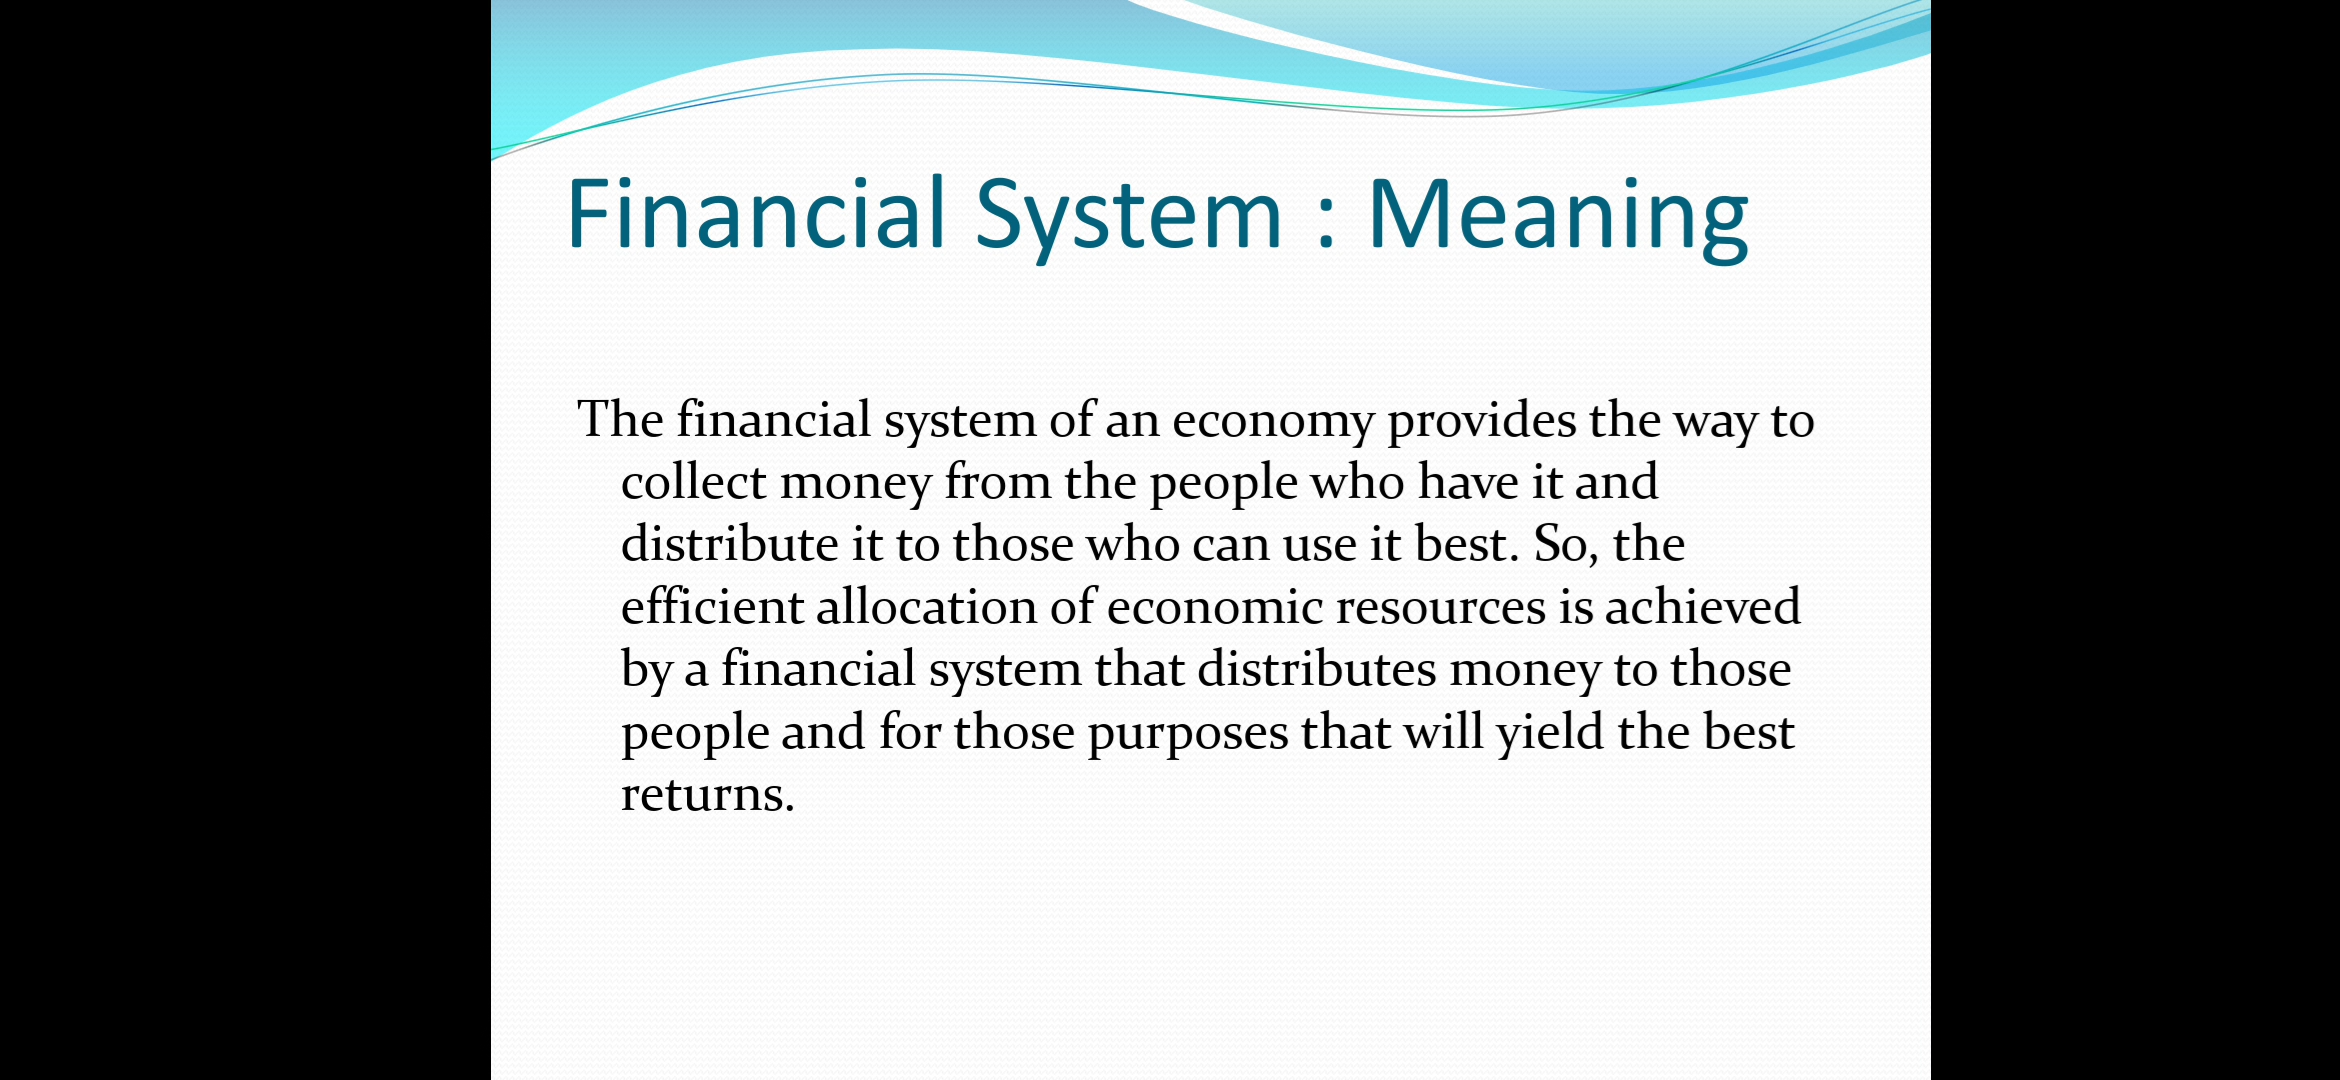 Financial System : Meaning
The financial system of an economy provides the way to
collect money from the people who have it and
distribute it to those who can use it best. So, the
efficient allocation of economic resources is achieved
by a financial system that distributes money to those
people and for those purposes that will yield the best
returns.